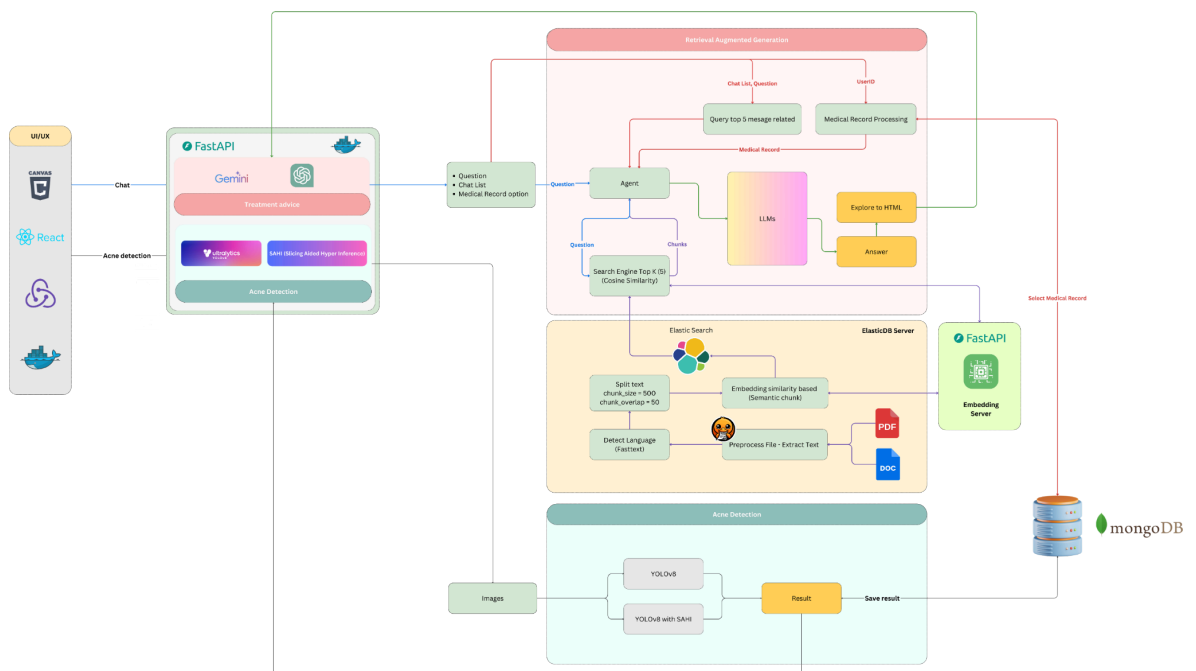 UI/UX
CANVAS
React
Chat
Acne detection
FastAPI
Gemini
Treatment advice
ultralytics
SAHI (Slicing Aided Hyper Inference)
Acne Detection
Question
Chat List
Medical Record option
Retrieval Augmented Generation
Chat List, Question
UserID
Query top 5 mesage related
Medical Record Processing
Medical Record
Question
Agent
LLMs
Explore to HTML
Answer
Question
Chunks
Search Engine Top K (5)
(Cosine Similarity)
Select Medical Record
Elastic Search
ElasticDB Server
Split text
chunk_size = 500
chunk_overlap = 50
Embedding similarity based
(Semantic chunk)
Detect Language
(Fasttext)
Preprocess File - Extract Text
PDF
DOC
FastAPI
Embedding
Server
Acne Detection
Images
YOLOv8
YOLOv8 with SAHI
Result
Save result
mongoDB